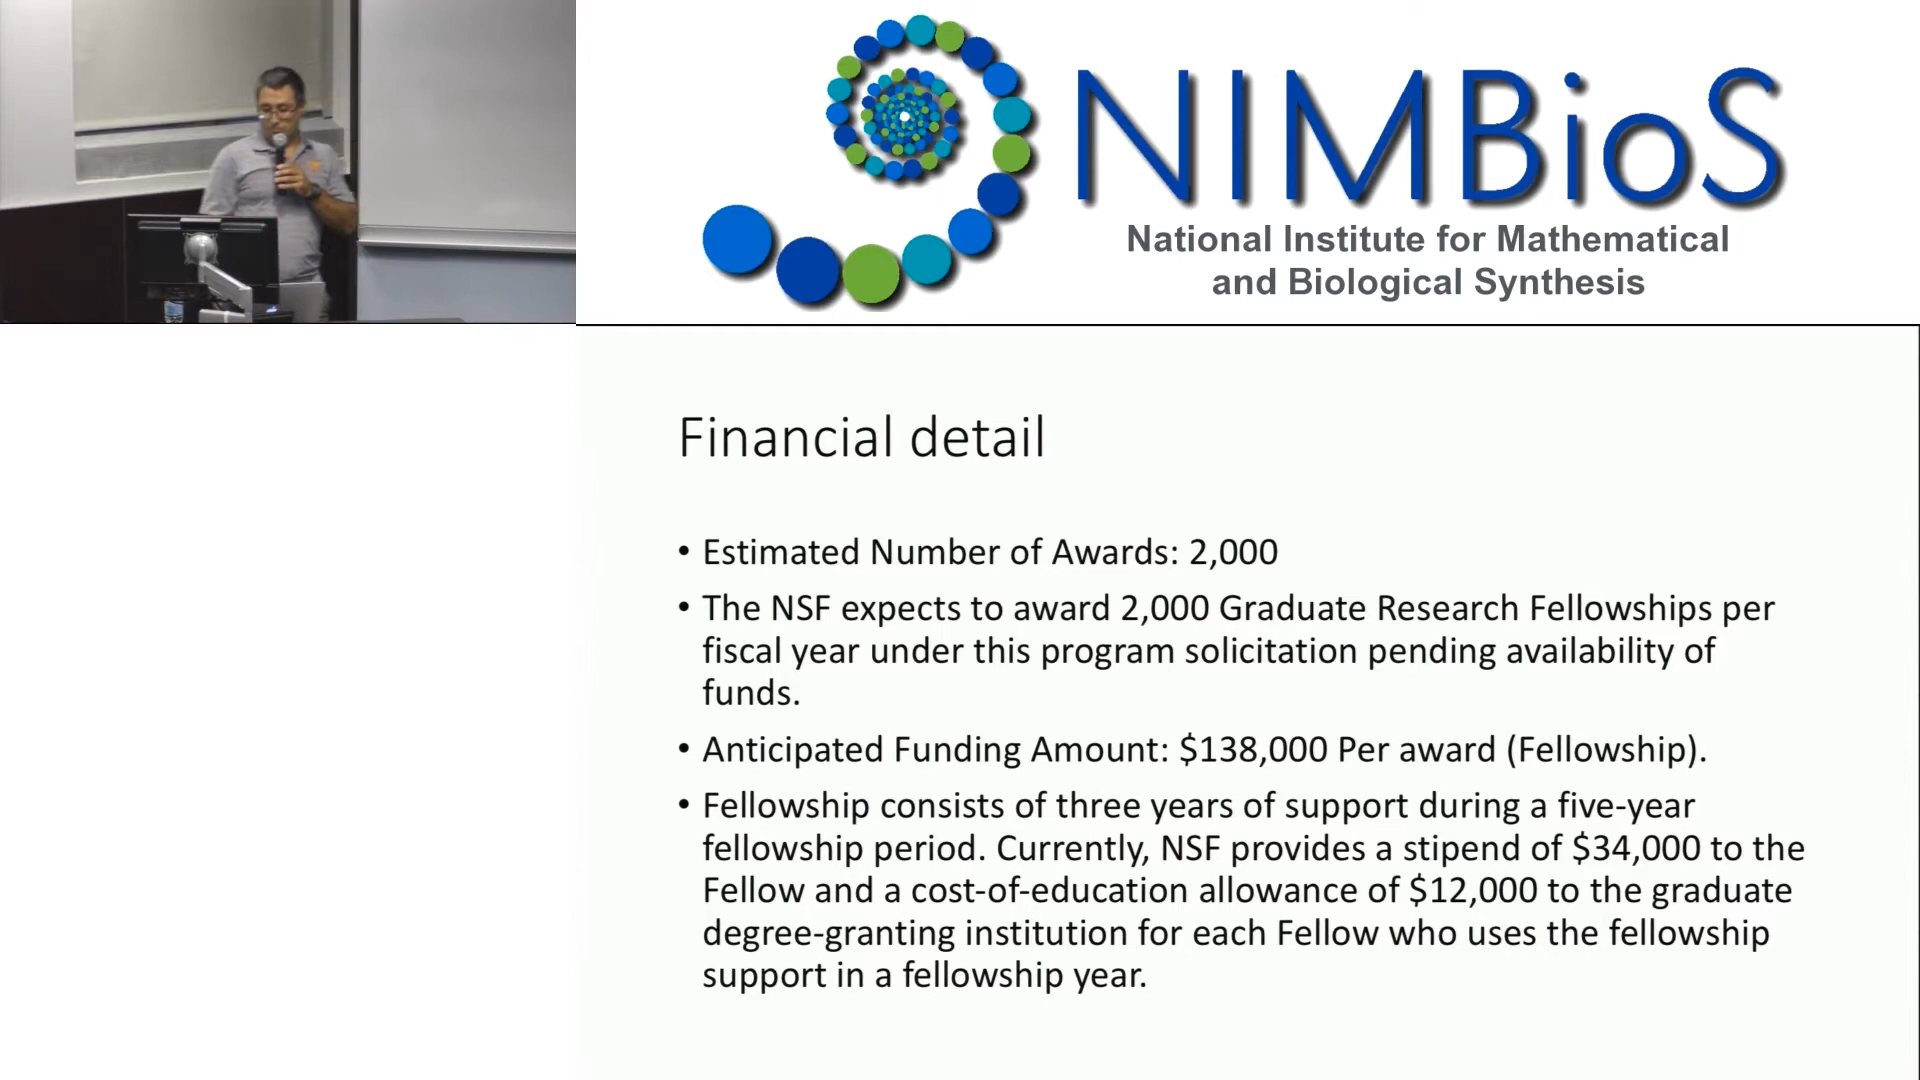 NIMBioS
National Institute for Mathematical
and Biological Synthesis
Financial detail
• Estimated Number of Awards: 2,000
• The NSF expects to award 2,000 Graduate Research Fellowships per
fiscal year under this program solicitation pending availability of
funds.
• Anticipated Funding Amount: $138,000 Per award (Fellowship).
• Fellowship consists of three years of support during a five-year
fellowship period. Currently, NSF provides a stipend of $34,000 to the
Fellow and a cost-of-education allowance of $12,000 to the graduate
degree-granting institution for each Fellow who uses the fellowship
support in a fellowship year.